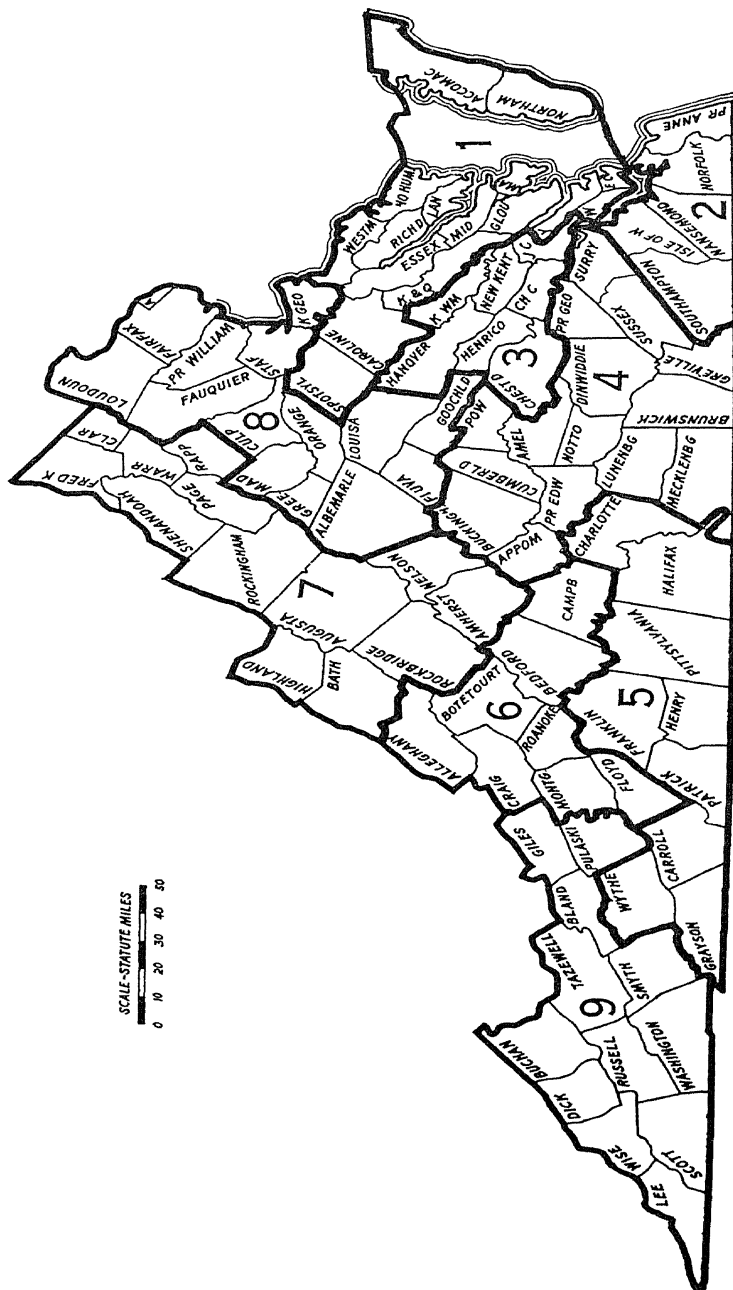 SCALE-STATUTE MILES
0 10 20 30 40 50
ACCOMAC
NORTHAM
1
WESTM
NO HUM
RICHD
LAN
ESSEX
MID
GLOU
MA
K & Q
K GEO
CAROLINE
SPOTSYL
PR ANNE
NORFOLK
NANSEMOND
2
ISLE OF W
SOUTHAMPTON
HANOVER
K WM
NEW KENT
C
CH C
HENRICO
3
CHESTD
GOOCHLD
SURRY
PR GEO
SUSSEX
DINWIDDIE
4
GREVILLE
BRUNSWICK
POW
AMEL
NOTTO
CUMBERLD
PR EDW
LUNENBG
MECKLENBG
BUCKINGH
APPOM
CHARLOTTE
HALIFAX
PITTSYLVANIA
5
HENRY
FRANKLIN
PATRICK
WYTHE
CARROLL
GRAYSON
CAMPB
BEDFORD
BOTETOURT
6
ROANOKE
ALLEGHANY
CRAIG
MONTG
FLOYD
FRED K
CLAR
WARR
RAPP
PAGE
SHENANDOAH
ROCKINGHAM
7
AUGUSTA
HIGHLAND
BATH
ROCKBRIDGE
NELSON
AMHERST
LOUDOUN
FAIRFAX
PR WILLIAM
FAUQUIER
STAF
8
CULP
ORANGE
MAD
GREE
LOUISA
ALBEMARLE
FLUVA
GILES
PULASKI
BLAND
TAZEWELL
9
SMYTH
BUCHAN
RUSSELL
WASHINGTON
DICK
WISE
SCOTT
LEE